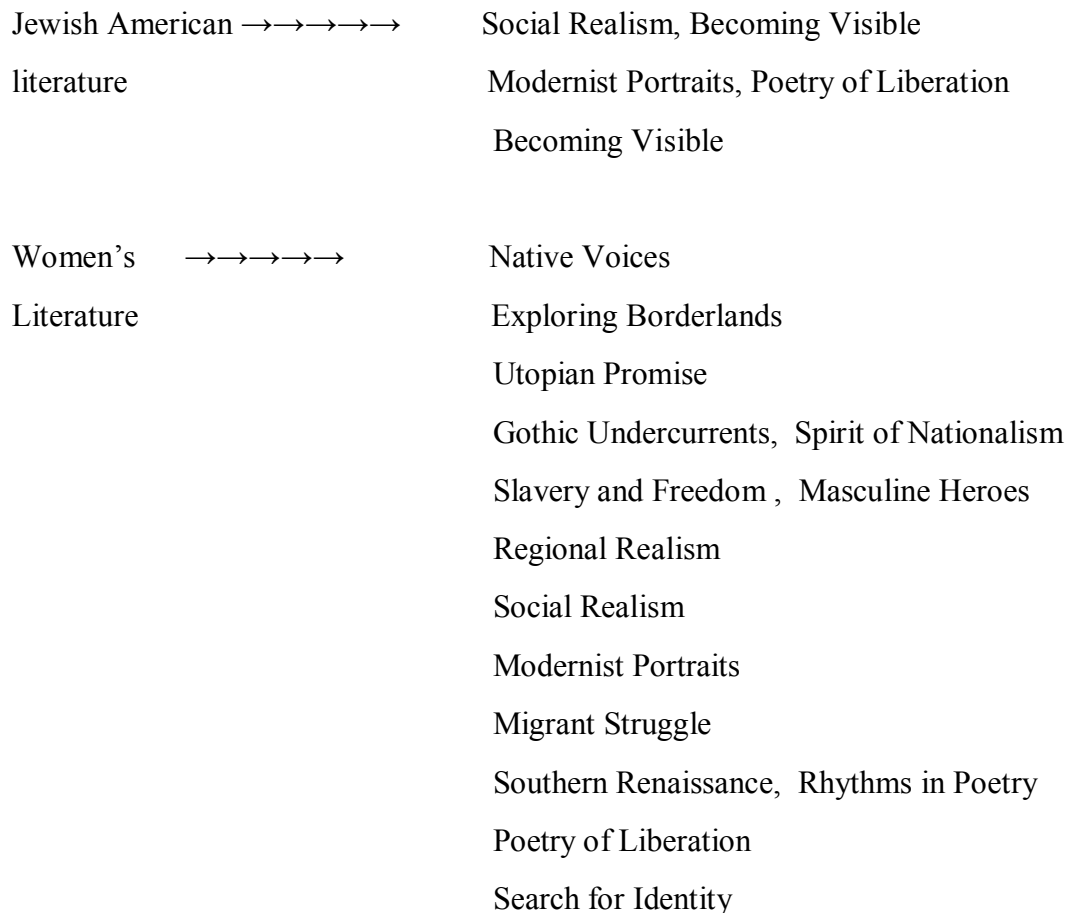 Jewish American →→→→→ Social Realism, Becoming Visible
literature Modernist Portraits, Poetry of Liberation
Becoming Visible
Women’s →→→→→ Native Voices
Literature Exploring Borderlands
Utopian Promise
Gothic Undercurrents, Spirit of Nationalism
Slavery and Freedom , Masculine Heroes
Regional Realism
Social Realism
Modernist Portraits
Migrant Struggle
Southern Renaissance, Rhythms in Poetry
Poetry of Liberation
Search for Identity